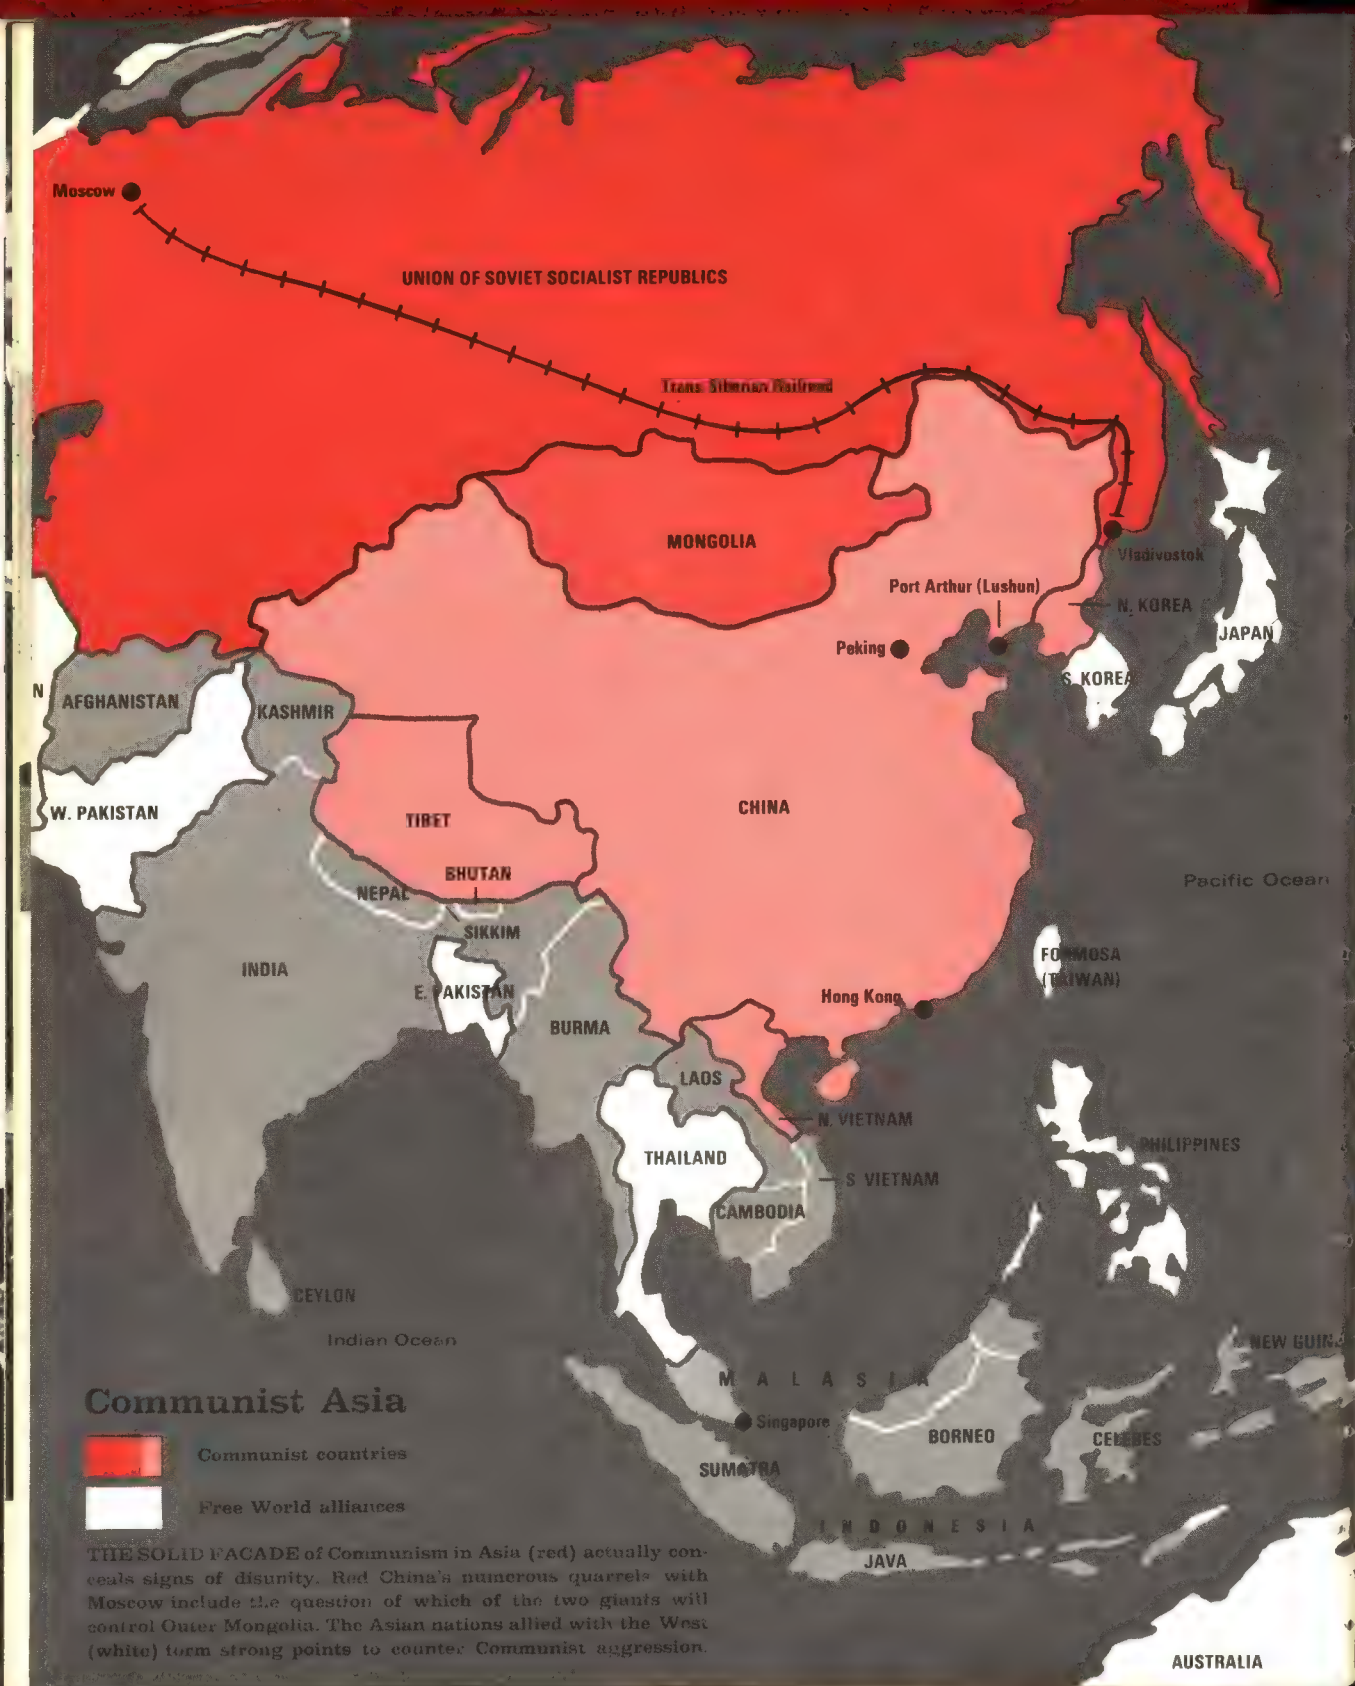 Moscow
UNION OF SOVIET SOCIALIST REPUBLICS
Trans Siberian Railroad
MONGOLIA
Vladivostok
Port Arthur (Lushun)
N. KOREA
Peking
JAPAN
S. KOREA
N
AFGHANISTAN
KASHMIR
W. PAKISTAN
CHINA
TIBET
BHUTAN
Pacific Ocean
NEPAL
SIKKIM
INDIA
FORMOSA
(TAIWAN)
E. PAKISTAN
Hong Kong
BURMA
LAOS
N. VIETNAM
PHILIPPINES
THAILAND
S VIETNAM
CAMBODIA
CEYLON
Indian Ocean
NEW GUIN
MALASIA
Communist Asia
Singapore
BORNEO
CELEBES
Communist countries
SUMATRA
Free World alliances
INDONESIA
JAVA
THE SOLID FACADE of Communism in Asia (red) actually con-
ceals signs of disunity. Red China's numerous quarrels with
Moscow include the question of which of the two giants will
control Outer Mongolia. The Asian nations allied with the West
(white) form strong points to counter Communist aggression.
AUSTRALIA